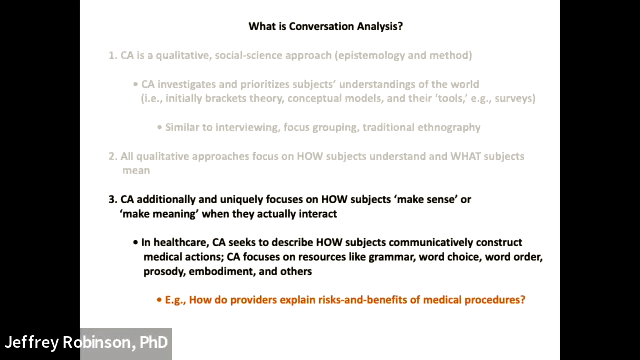 What is Conversation Analysis?
1. CA is a qualitative, social-science approach (epistemology and method)
• CA investigates and prioritizes subjects’ understandings of the world
(i.e., initially brackets theory, conceptual models, and their ‘tools,’ e.g., surveys)
• Similar to Interviewing, focus grouping, traditional ethnography
2. All qualitative approaches focus on HOW subjects understand and WHAT subjects
mean
3. CA additionally and uniquely focuses on HOW subjects ‘make sense’ or
‘make meaning’ when they actually interact
• In healthcare, CA seeks to describe HOW subjects communicatively construct
medical actions; CA focuses on resources like grammar, word choice, word order,
prosody, embodiment, and others
• E.g., How do providers explain risks-and-benefits of medical procedures?
Jeffrey Robinson, PhD